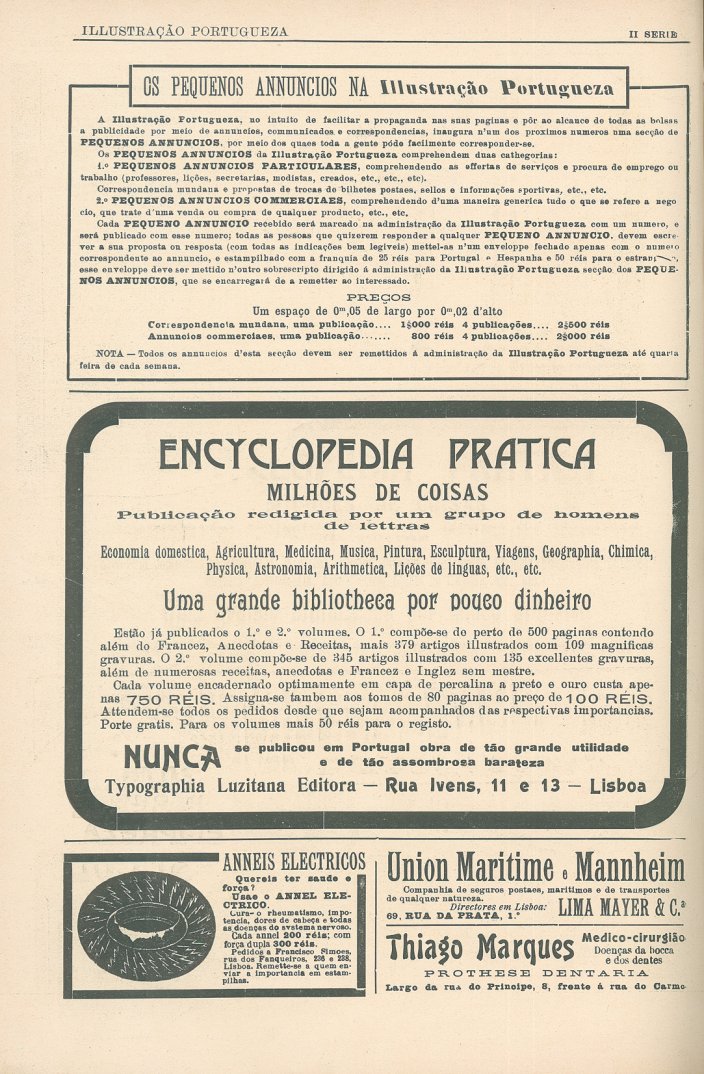 ILLUSTRAÇÃO PORTUGUEZA
II SERIE
OS PEQUENOS ANNUNCIOS NA Illustração Portugueza
A Illustração Portugueza, no intuito de facilitar a propaganda nas suas paginas e pôr ao alcance de todas as bolsas
a publicidade por meio de annuncios, communicados e correspondencias, inaugura n'um dos proximos numeros uma secção de
PEQUENOS ANNUNCIOS, por meio dos quaes toda a gente póde facilmente corresponder-se.
Os PEQUENOS ANNUNCIOS da Illustração Portugueza comprehendem duas cathegorias:
1.º PEQUENOS ANNUNCIOS PARTICULARES, comprehendendo as offertas de serviços e procura de emprego ou
trabalho (professores, lições, secretarias, modistas, creados, etc., etc., etc).
Correspondencia mundana e propostas de trocas de bilhetes postaes, sellos e informações sportivas, etc., etc.
2.º PEQUENOS ANNUNCIOS COMMERCIAES, comprehendendo d'uma maneira generica tudo o que se refere a nego
cio, que trate d'uma venda ou compra de qualquer producto, etc., etc.
Cada PEQUENO ANNUNCIO recebido será marcado na administração da Illustração Portugueza com um numero, e
será publicado com esse numero; todas as pessoas que quizerem responder a qualquer PEQUENO ANNUNCIO, devem escre-
ver a sua proposta ou resposta (com todas as indicações bem legiveis) mettel-as n'um enveloppe fechado apenas com o numero
correspondente ao annuncio, e estampilhado com a franquia de 25 réis para Portugal e Hespanha e 50 réis para o
esse enveloppe deve ser mettido n'outro sobrescripto dirigido á administração da Illustração Portugueza secção dos PEQUE-
NOS ANNUNCIOS, que se encarregará de a remetter ao interessado.
PREÇOS
Um espaço de 0m,05 de largo por 0m,02 d'alto
Correspondencia mundana, uma publicação.... 1$000 réis 4 publicações.... 2$500 réis
Annuncios commerciaes, uma publicação....... 800 réis 4 publicações.... 2$000 réis
NOTA — Todos os annuncios d'esta secção devem ser remettidos á administração da Illustração Portugueza até quarta
feira de cada semana.
ENCYCLOPEDIA PRATICA
MILHÕES DE COISAS
Publicação redigida por um grupo de homens
de lettras
Economia domestica, Agricultura, Medicina, Musica, Pintura, Esculptura, Viagens, Geographia, Chimica,
Physica, Astronomia, Arithmetica, Lições de linguas, etc., etc.
Uma grande bibliotheca por pouco dinheiro
Estão já publicados o 1.º e 2.º volumes. O 1.º compõe-se de perto de 500 paginas contendo
além do Francez, Anecdotas e Receitas, mais 379 artigos illustrados com 109 magnificas
gravuras. O 2.º volume compõe-se de 345 artigos illustrados com 135 excellentes gravuras,
além de numerosas receitas, anecdotas e Francez e Inglez sem mestre.
Cada volume encadernado optimamente em capa de percalina a preto e ouro custa ape-
nas 750 RÉIS. Assigna-se tambem aos tomos de 80 paginas ao preço de 100 RÉIS.
Attendem-se todos os pedidos desde que sejam acompanhados das respectivas importancias.
Porte gratis. Para os volumes mais 50 réis para o registo.
NUNCA se publicou em Portugal obra de tão grande utilidade
e de tão assombrosa barateza
Typographia Luzitana Editora — Rua Ivens, 11 e 13 — Lisboa
ANNEIS ELECTRICOS
Quereis ter saude e
força?
Usae o ANNEL ELE-
CTRICO.
Cura-o rheumatismo, impo-
tencia, dores de cabeça e todas
as doenças do systema nervoso.
Cada annel 200 réis; com
força dupla 300 réis.
Pedidos a Francisco Simoes,
rua dos Fanqueiros, 236 e 238,
Lisboa. Remette-se a quem en-
viar a importancia em estam-
pilhas.
Union Maritime e Mannheim
Companhia de seguros postaes, maritimos e de transportes
de qualquer natureza.
Directores em Lisboa: LIMA MAYER & C.ª
69, RUA DA PRATA, 1.º
Thiago Marques Medico-cirurgião
Doenças da bocca
e dos dentes
PROTHESE DENTARIA
Largo da rua do Principe, 8, frente á rua do Carmo